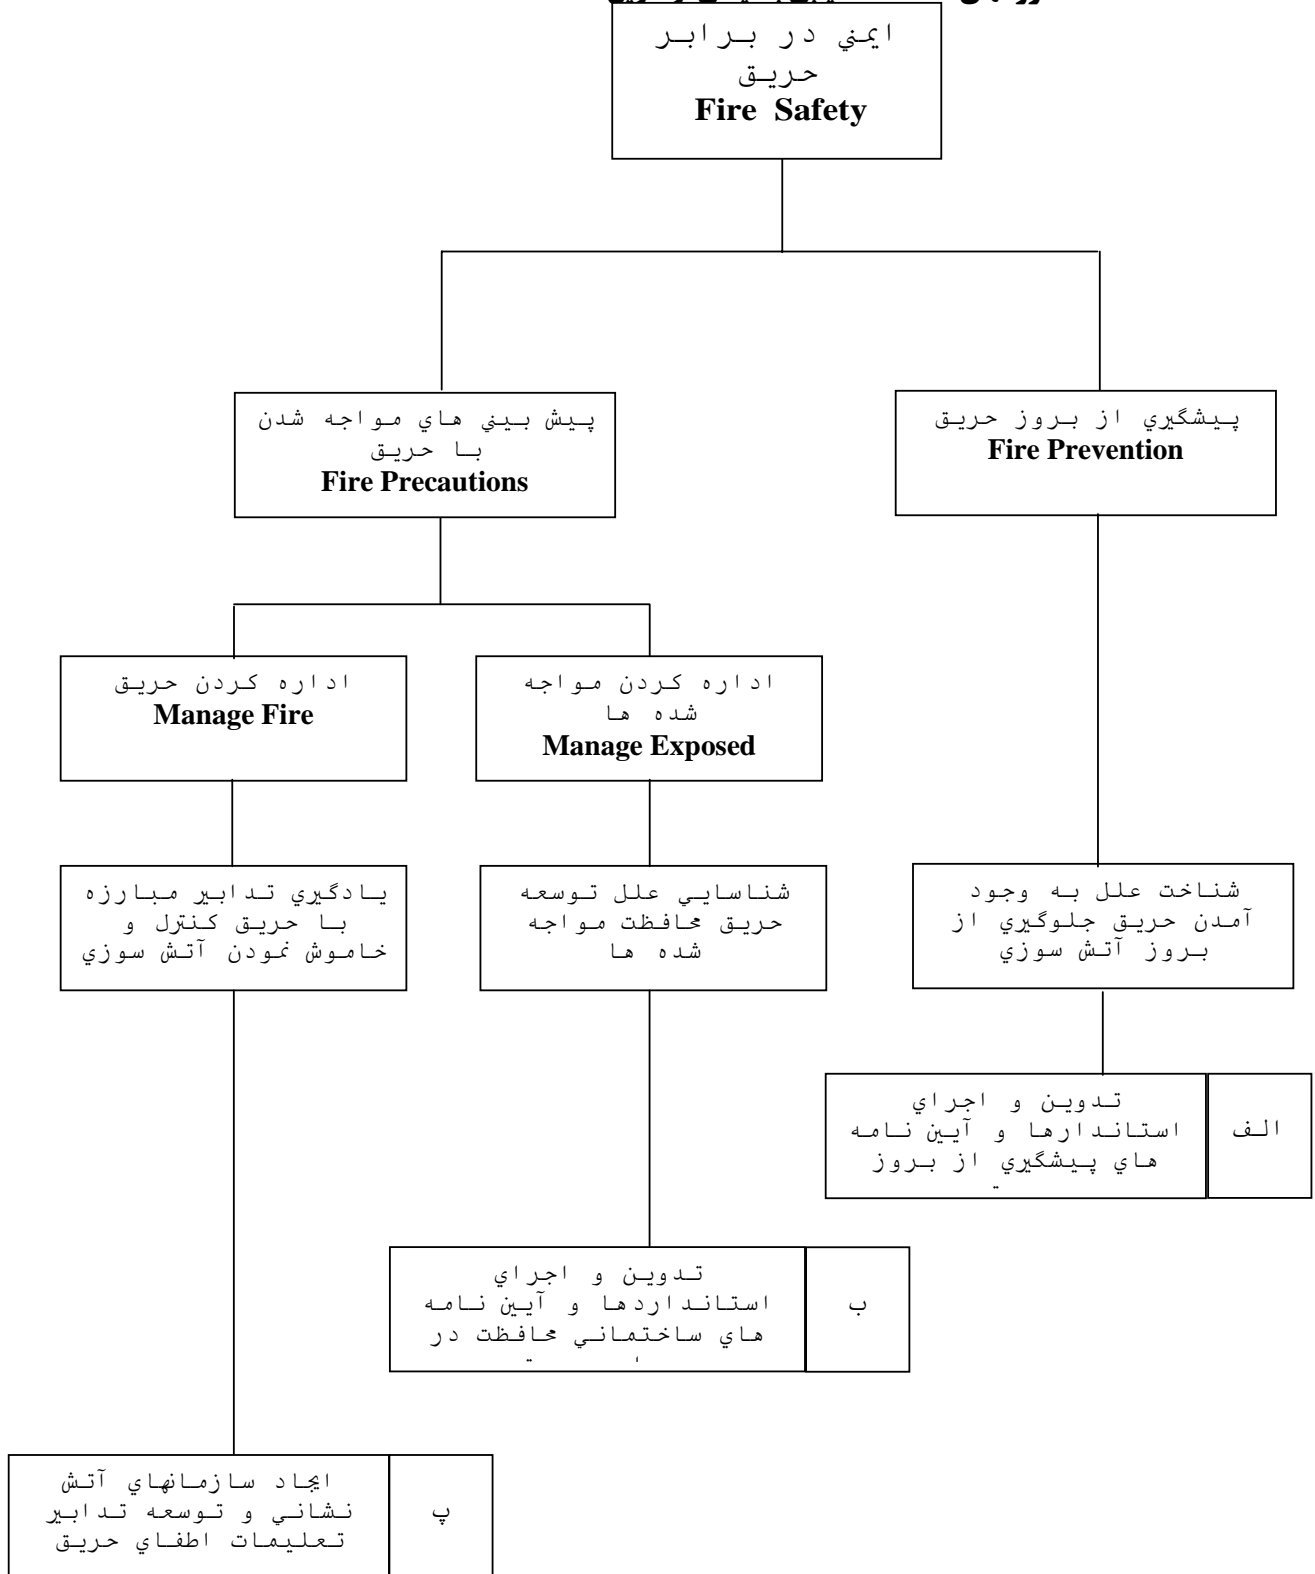 ايمني در برابر
حريق
Fire Safety
پيش بيني هاي مواجه شدن
با حريق
Fire Precautions
پيشگيري از بروز حريق
Fire Prevention
اداره كردن حريق
Manage Fire
اداره كردن مواجه
شده ها
Manage Exposed
يادگيري تدابير مبارزه
با حريق كنترل و
خاموش نمودن آتش سوزي
شناسايي علل توسعه
حريق محافظت مواجه
شده ها
شناخت علل به وجود
آمدن حريق جلوگيري از
بروز آتش سوزي
الف
تدوين و اجراي
استاندارها و آيين نامه
هاي پيشگيري از بروز
ب
تدوين و اجراي
استانداردها و آيين نامه
هاي ساختماني محافظت در
پ
ايجاد سازمانهاي آتش
نشاني و توسعه تدابير
تعليمات اطفاي حريق